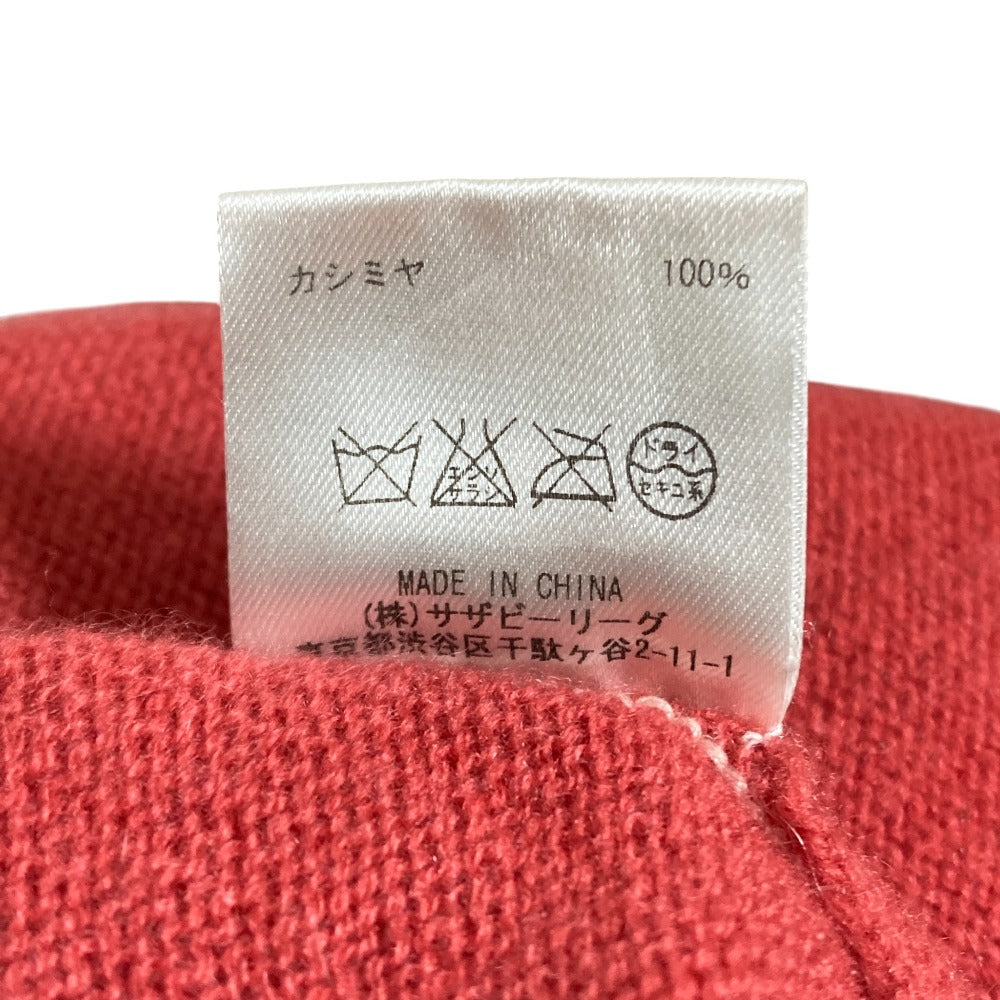 カシミヤ 100%
エンソ サラシ
ドライ
セキユ系
MADE IN CHINA
(株)サザビーリーグ
東京都渋谷区千駄ヶ谷2-11-1